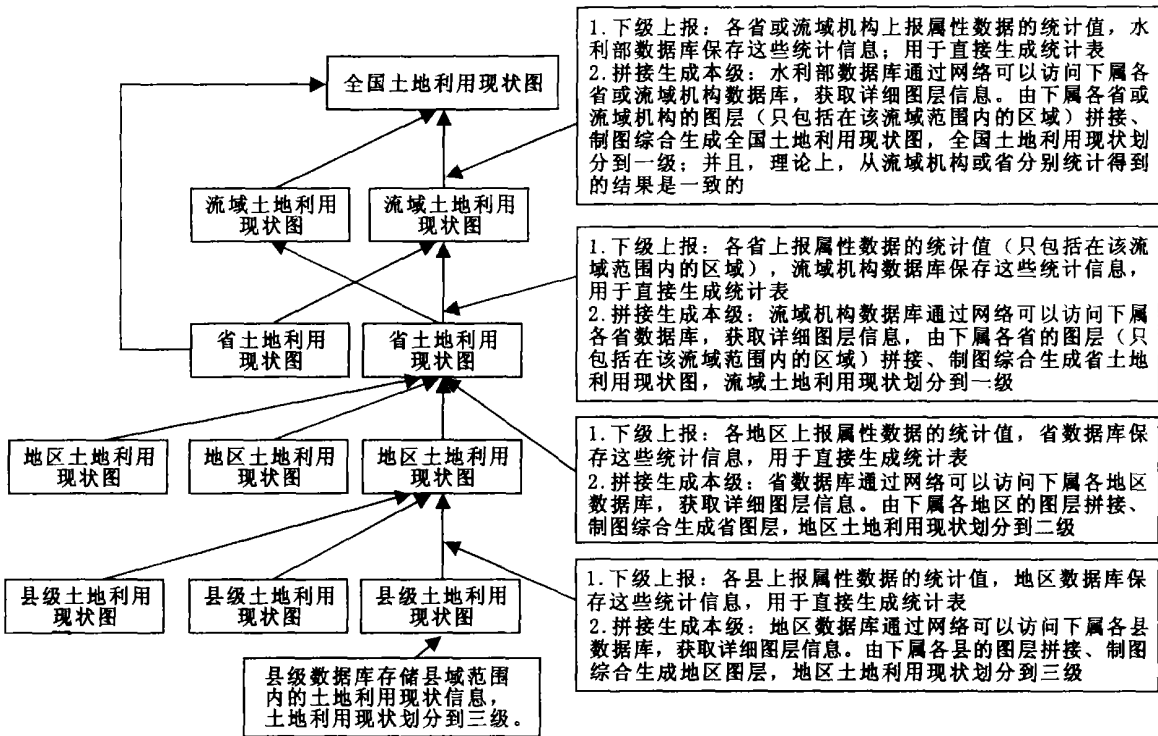 全国土地利用现状图
流域土地利用
现状图
流域土地利用
现状图
省土地利用
现状图
省土地利用
现状图
地区土地利用
现状图
地区土地利用
现状图
地区土地利用
现状图
县级土地利用
现状图
县级土地利用
现状图
县级土地利用
现状图
县级数据库存储县域范围
内的土地利用现状信息，
土地利用现状划分到三级。
1.下级上报：各省或流域机构上报属性数据的统计值，水
利部数据库保存这些统计信息；用于直接生成统计表
2.拼接生成本级：水利部数据库通过网络可以访问下属各
省或流域机构数据库，获取详细图层信息。由下属各省或
流域机构的图层（只包括在该流域范围内的区域）拼接、
制图综合生成全国土地利用现状图，全国土地利用现状划
分到一级；并且，理论上，从流域机构或省分别统计得到
的结果是一致的
1.下级上报：各省上报属性数据的统计值（只包括在该流
域范围内的区域），流域机构数据库保存这些统计信息，
用于直接生成统计表
2.拼接生成本级：流域机构数据库通过网络可以访问下属
各省数据库，获取详细图层信息，由下属各省的图层（只
包括在该流域范围内的区域）拼接、制图综合生成省土地
利用现状图，流域土地利用现状划分到一级
1.下级上报：各地区上报属性数据的统计值，省数据库保
存这些统计信息，用于直接生成统计表
2.拼接生成本级：省数据库通过网络可以访问下属各地区
数据库，获取详细图层信息。由下属各地区的图层拼接、
制图综合生成省图层，地区土地利用现状划分到二级
1.下级上报：各县上报属性数据的统计值，地区数据库保
存这些统计信息，用于直接生成统计表
2.拼接生成本级：地区数据库通过网络可以访问下属各县
数据库，获取详细图层信息。由下属各县的图层拼接、制图
综合生成地区图层，地区土地利用现状划分到三级